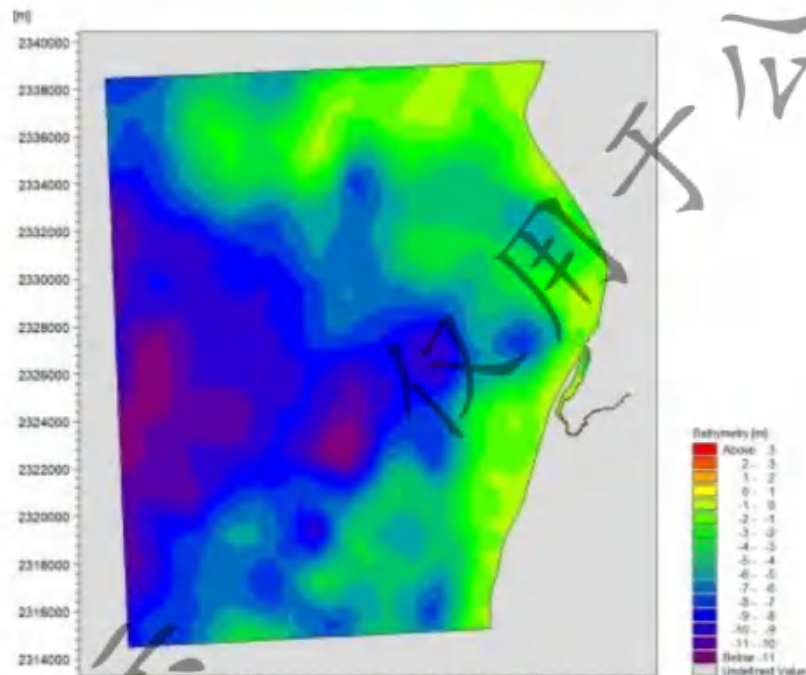 [m]
2340000
2338000
2336000
2334000
2332000
2330000
2328000
2326000
2324000
2322000
2320000
2318000
2316000
2314000
Bathymetry [m]
Above 3
2 - 3
1 - 2
0 - 1
-1 - 0
-2 - -1
-3 - -2
-4 - -3
-5 - -4
-6 - -5
-7 - -6
-8 - -7
-9 - -8
-10 - -9
-11 - -10
Below -11
Undefined Value